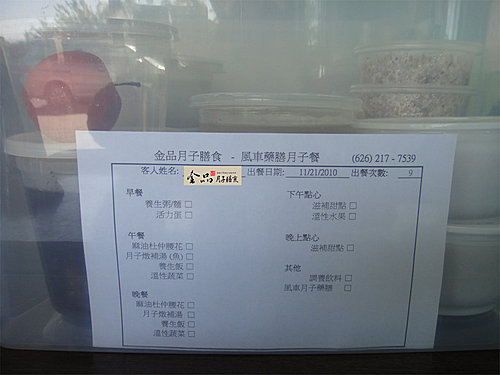 金品月子膳食 - 風車藥膳月子餐 (626) 217 - 7539
客人姓名: 金品 月子膳食 出餐日期: 11/21/2010 出餐次數: 9
早餐
養生粥/麵 □
活力蛋 □
午餐
麻油杜仲腰花 □
月子燉補湯 (魚) □
養生飯 □
溫性蔬菜 □
晚餐
麻油杜仲腰花 □
月子燉補湯 □
養生飯 □
溫性蔬菜 □
下午點心
滋補甜點 □
溫性水果 □
晚上點心
滋補甜點 □
其他
調養飲料 □
風車月子藥膳 □